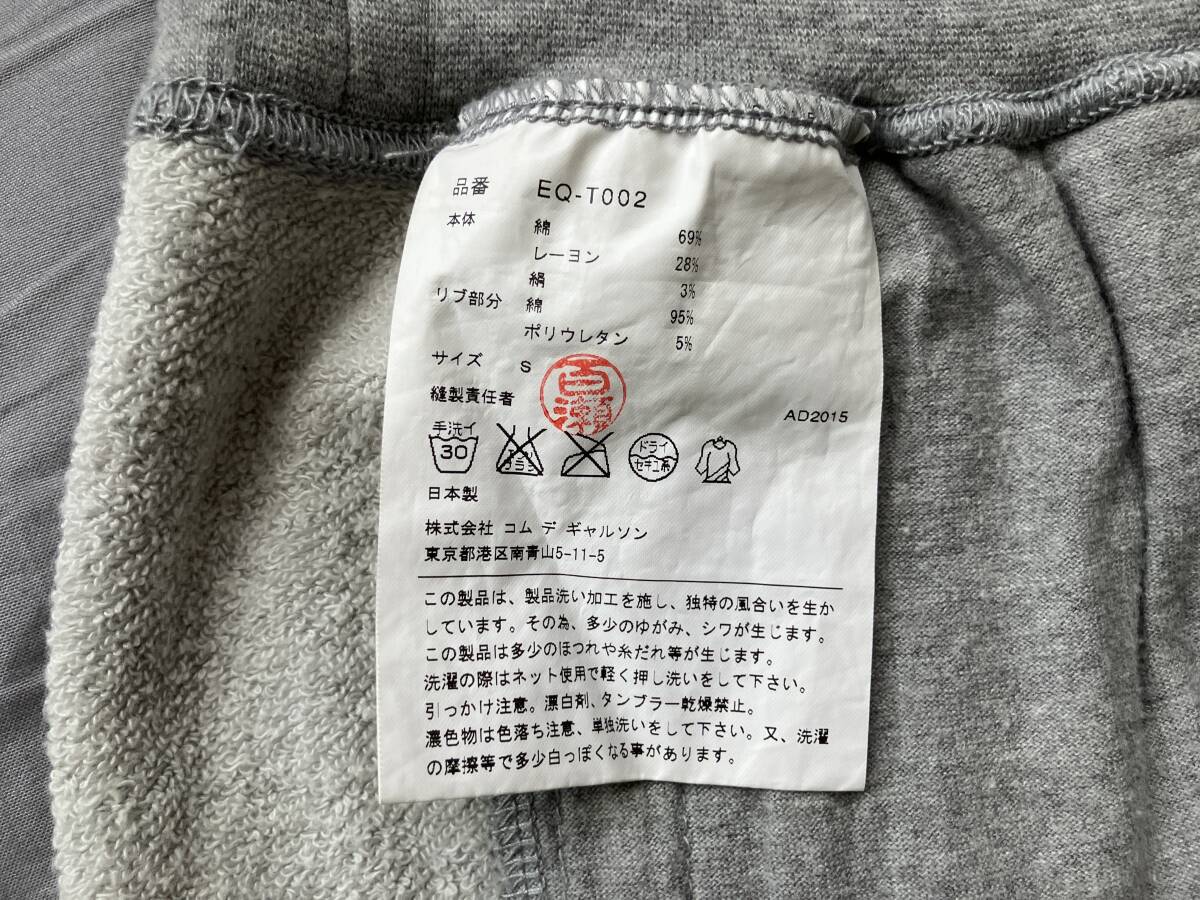 品番 EQ-T002
本体 綿 69%
レーヨン 28%
絹 3%
リブ部分 綿 95%
ポリウレタン 5%
サイズ S
縫製責任者 百瀬
AD2015
手洗イ
30
エンソサラシ
ドライ
セキユ系
日本製
株式会社 コム デ ギャルソン
東京都港区南青山5-11-5
この製品は、製品洗い加工を施し、独特の風合いを生か
しています。その為、多少のゆがみ、シワが生じます。
この製品は多少のほつれや糸だれ等が生じます。
洗濯の際はネット使用で軽く押し洗いをして下さい。
引っかけ注意。漂白剤、タンブラー乾燥禁止。
濃色物は色落ち注意、単独洗いをして下さい。又、洗濯
の摩擦等で多少白っぽくなる事があります。